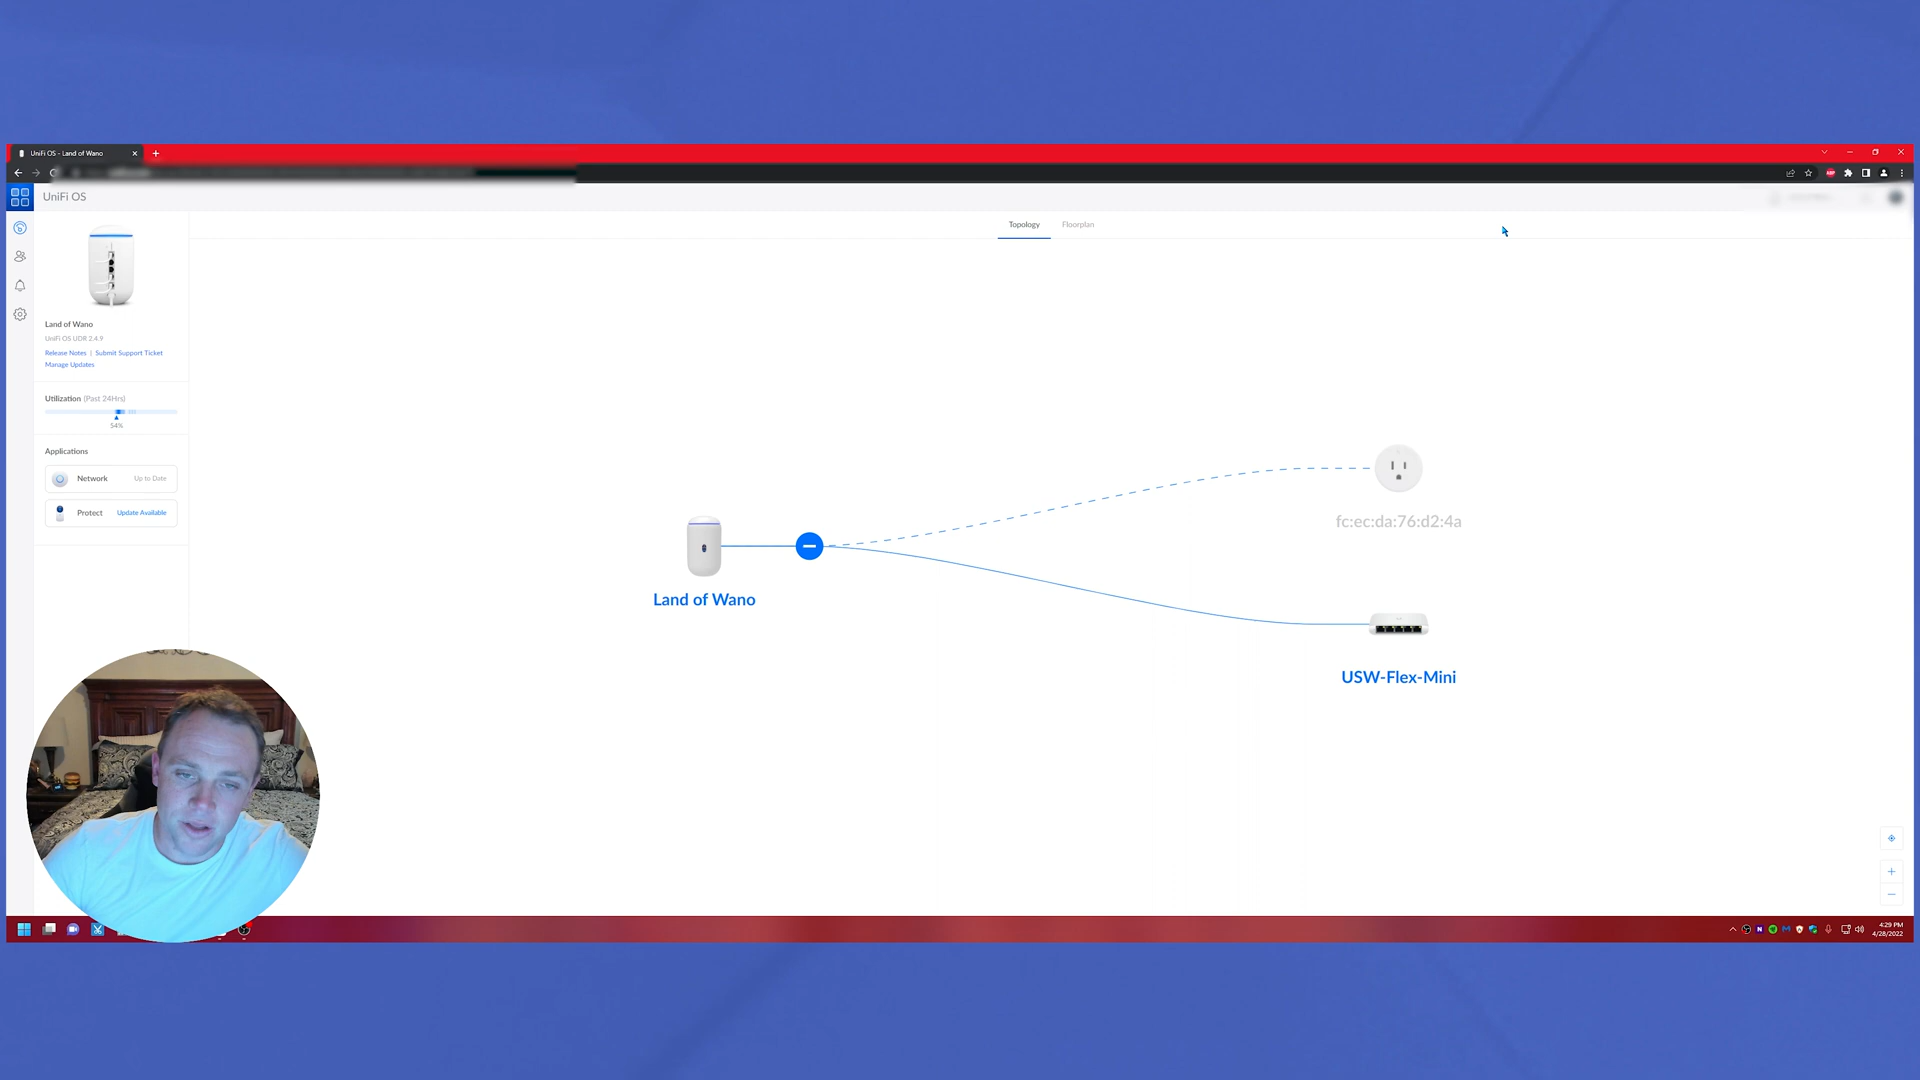 UniFi OS - Land of Wano
UniFi OS
Topology
Floorplan
Land of Wano
UniFi OS UDR 2.4.9
Release Notes | Submit Support Ticket
Manage Updates
Utilization (Past 24Hrs)
54%
Applications
Network Up to Date
Protect Update Available
fc:ec:da:76:d2:4a
Land of Wano
USW-Flex-Mini
4:29 PM
4/28/2022